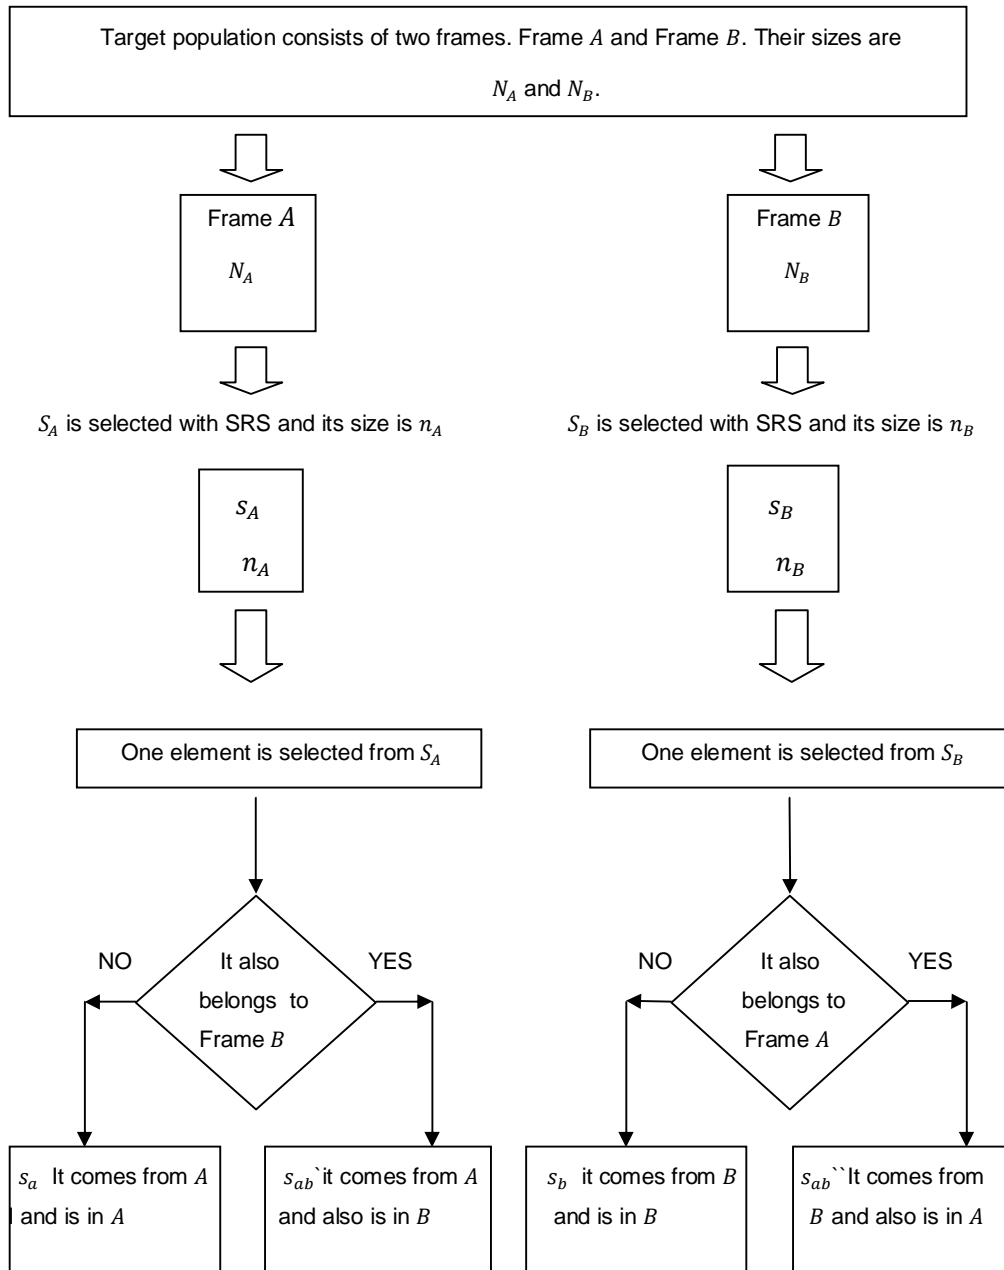 Target population consists of two frames. Frame A and Frame B. Their sizes are
N_A and N_B.
Frame A
N_A
Frame B
N_B
S_A is selected with SRS and its size is n_A
S_B is selected with SRS and its size is n_B
s_A
n_A
s_B
n_B
One element is selected from S_A
One element is selected from S_B
NO
It also
belongs to
Frame B
YES
NO
It also
belongs to
Frame A
YES
s_a It comes from A
and is in A
s_ab`it comes from A
and also is in B
s_b it comes from B
and is in B
s_ab``It comes from
B and also is in A